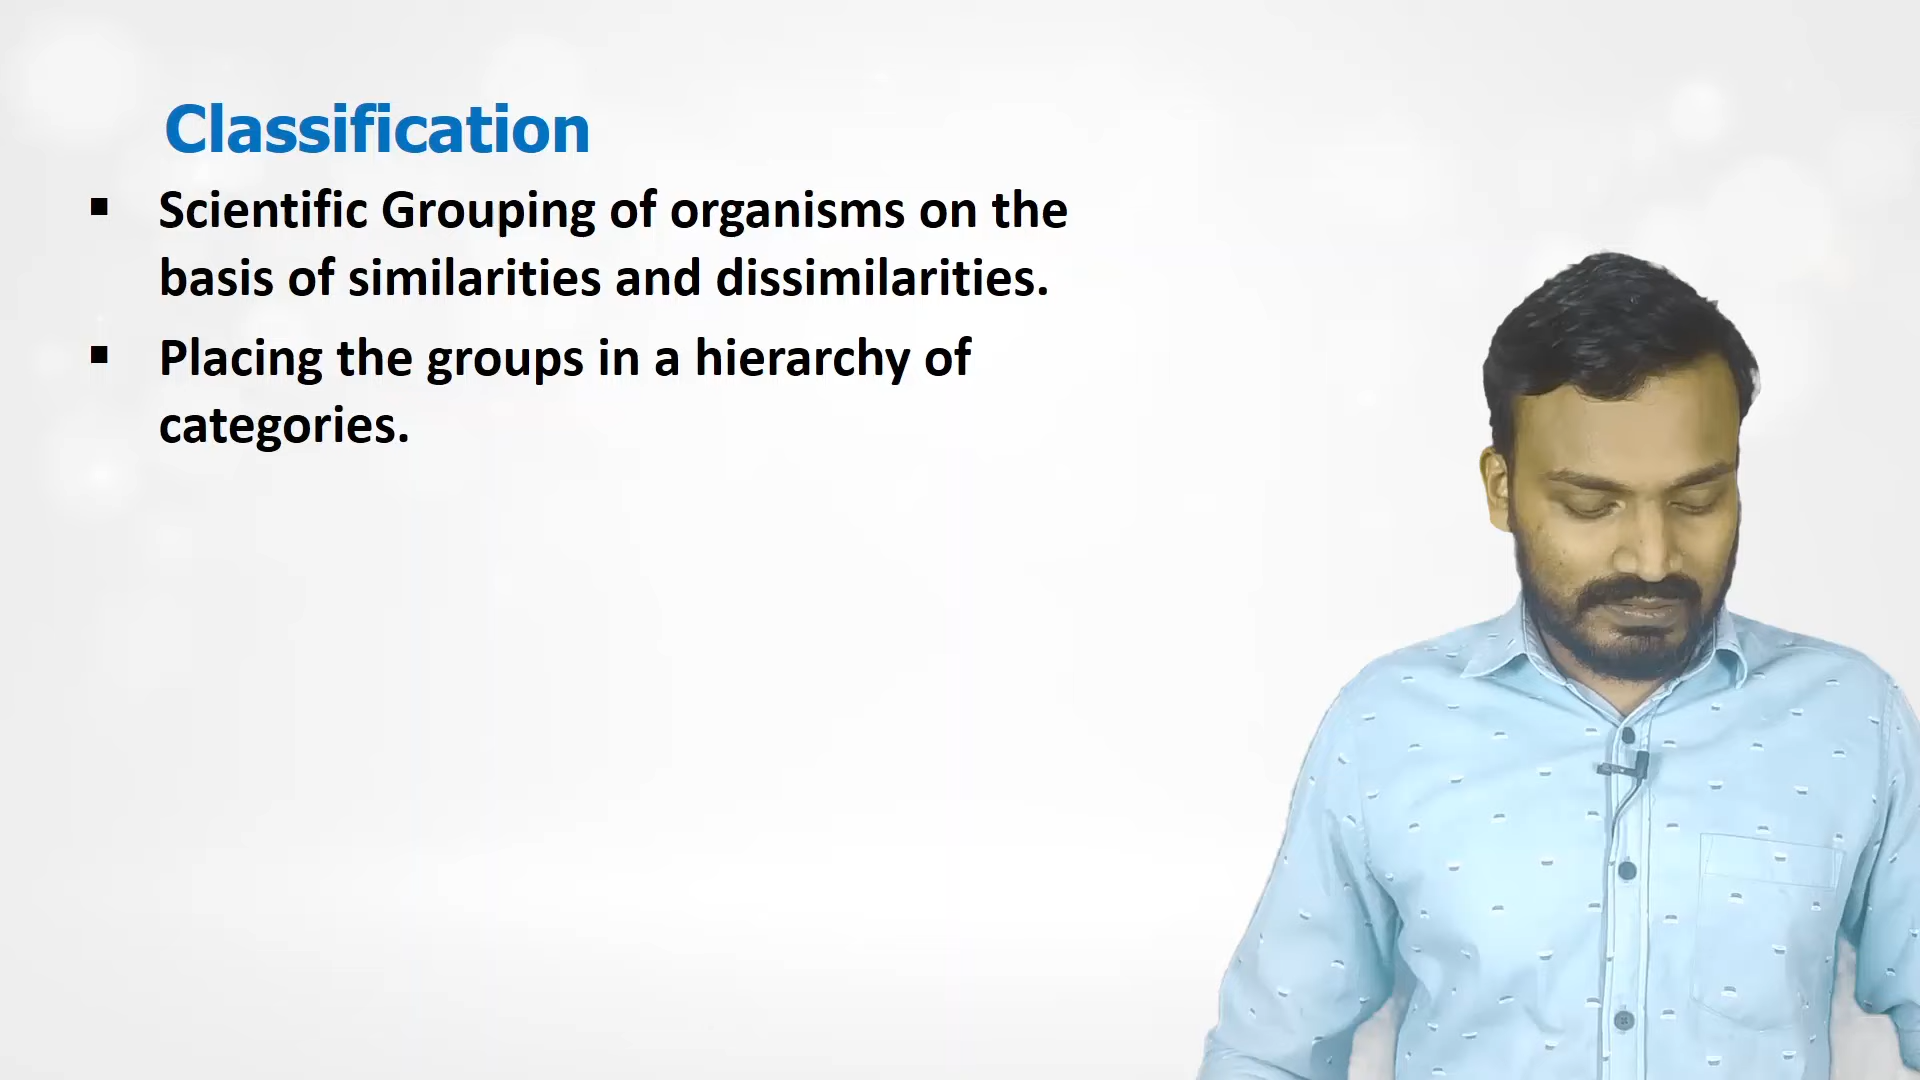 Classification
▪ Scientific Grouping of organisms on the
basis of similarities and dissimilarities.
▪ Placing the groups in a hierarchy of
categories.